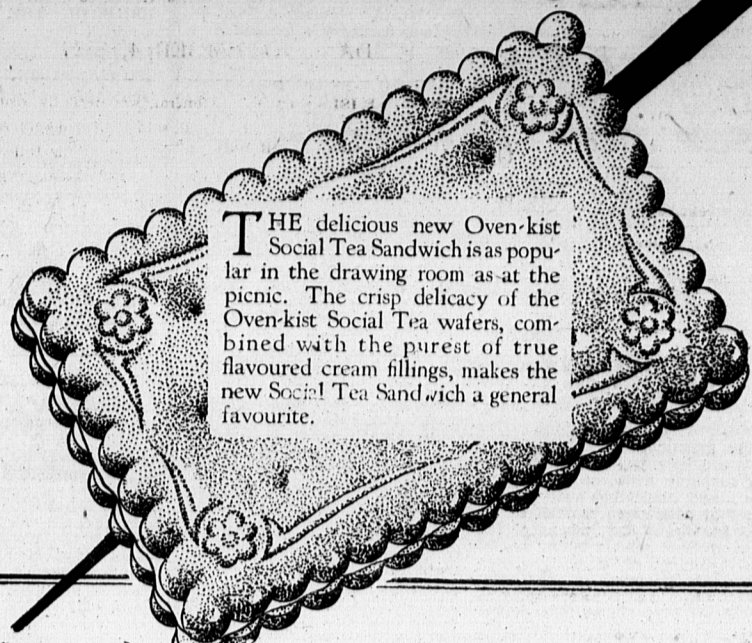 THE delicious new Oven-kist
Social Tea Sandwich is as popu-
lar in the drawing room as at the
picnic. The crisp delicacy of the
Oven-kist Social Tea wafers, com-
bined with the purest of true
flavoured cream fillings, makes the
new Social Tea Sandwich a general
favourite.